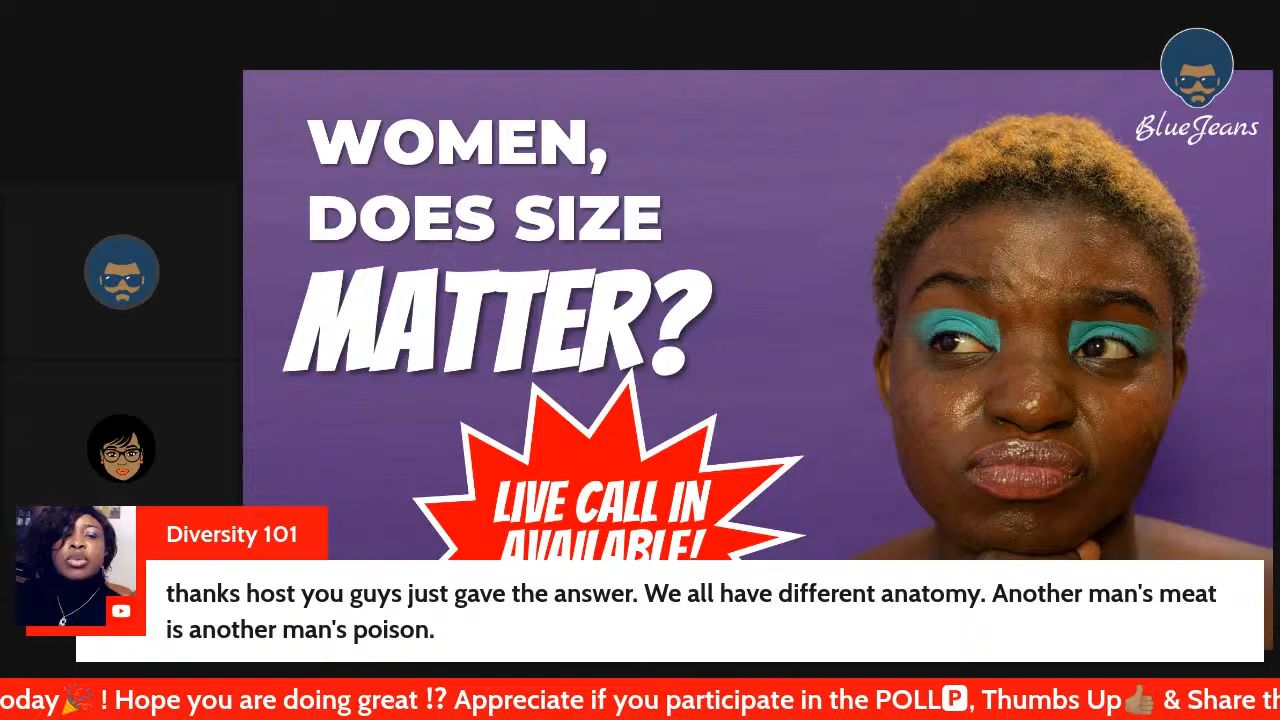 BlueJeans
WOMEN,
DOES SIZE
MATTER?
LIVE CALL IN
AVAILABLE!
Diversity 101
thanks host you guys just gave the answer. We all have different anatomy. Another man's meat
is another man's poison.
oday🎉 ! Hope you are doing great ⁉ Appreciate if you participate in the POLL🅿, Thumbs Up👍🏽 & Share th